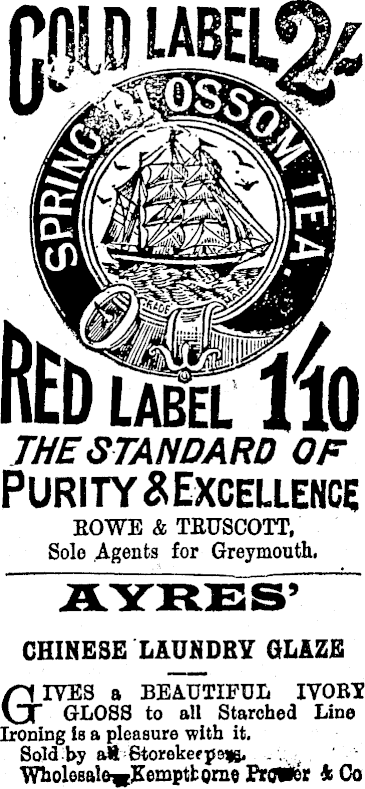 GOLD LABEL 2/-
SPRING BLOSSOM TEA.
TRADE MARK
RED LABEL 1/10
THE STANDARD OF
PURITY & EXCELLENCE
ROWE & TRUSCOTT,
Sole Agents for Greymouth.
AYRES'
CHINESE LAUNDRY GLAZE
GIVES a BEAUTIFUL IVORY
GLOSS to all Starched Line
Ironing is a pleasure with it.
Sold by all Storekeepers.
Wholesale Kempthorne Prosser & Co